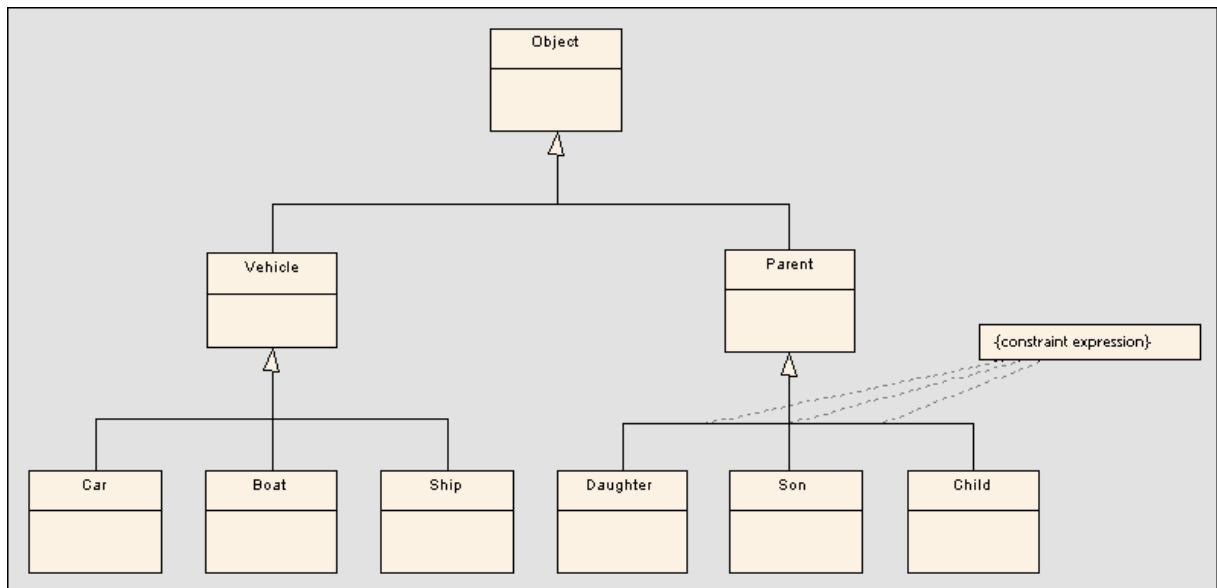 Object
Vehicle
Parent
{constraint expression}
Car
Boat
Ship
Daughter
Son
Child